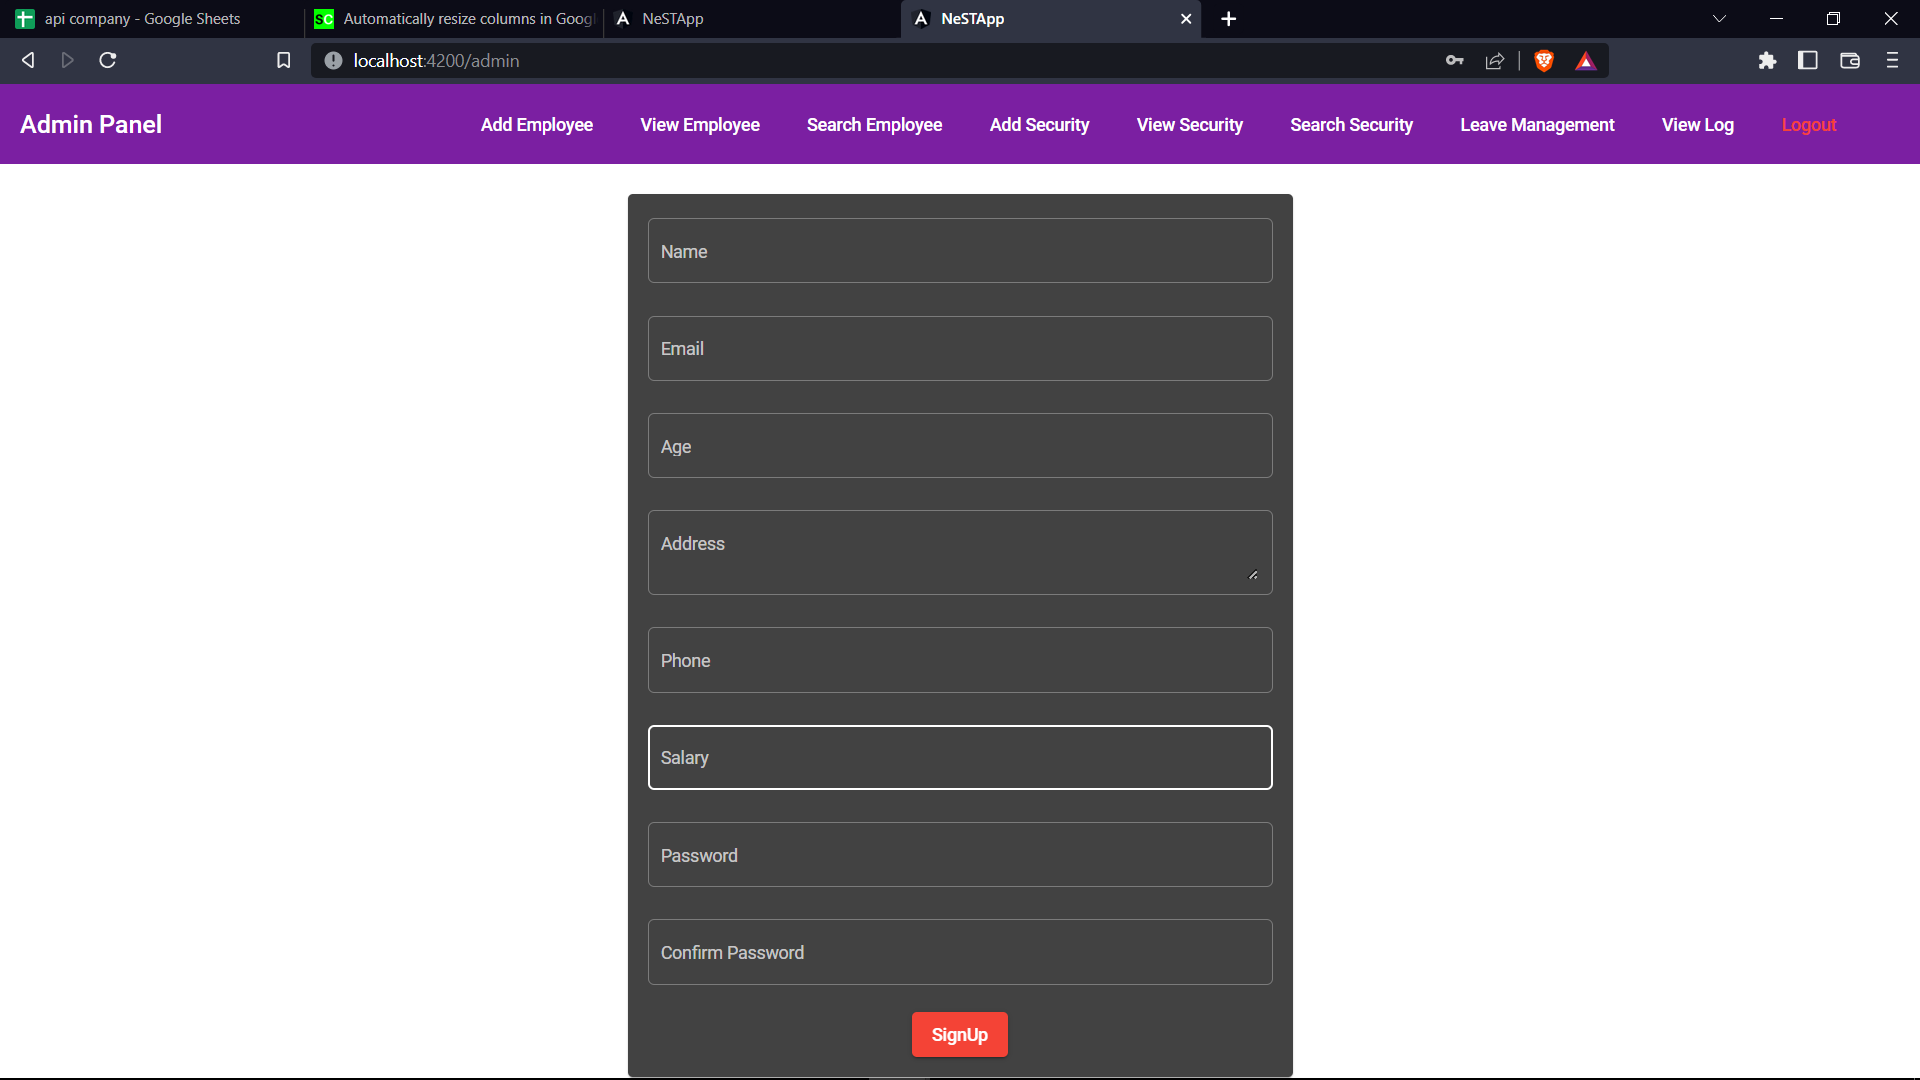 api company - Google Sheets
SC Automatically resize columns in Googl
NeSTApp
NeSTApp
localhost:4200/admin
Admin Panel
Add Employee
View Employee
Search Employee
Add Security
View Security
Search Security
Leave Management
View Log
Logout
Name
Email
Age
Address
Phone
Salary
Password
Confirm Password
SignUp